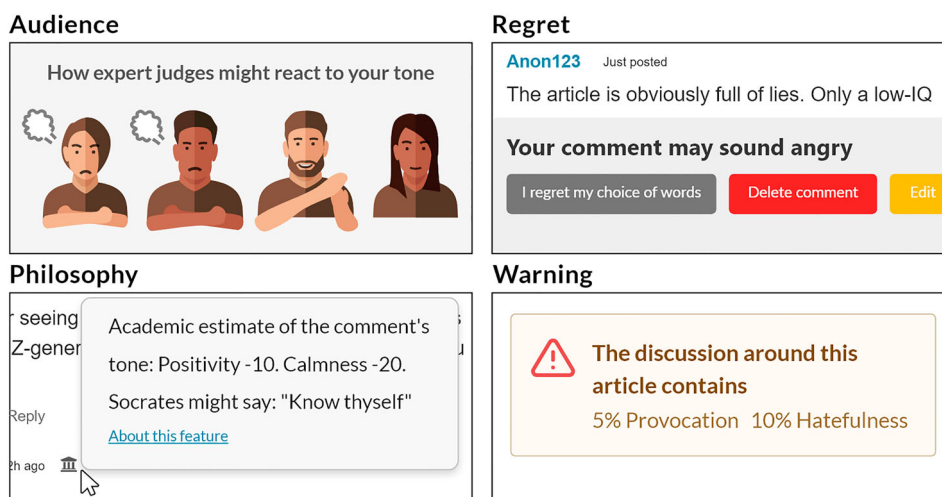 Audience
How expert judges might react to your tone
Regret
Anon123 Just posted
The article is obviously full of lies. Only a low-IQ
Your comment may sound angry
I regret my choice of words Delete comment Edit
Philosophy
r seeing
Z-gener
Academic estimate of the comment's
tone: Positivity -10. Calmness -20.
Socrates might say: "Know thyself"
About this feature
Reply
2h ago
Warning
The discussion around this
article contains
5% Provocation 10% Hatefulness